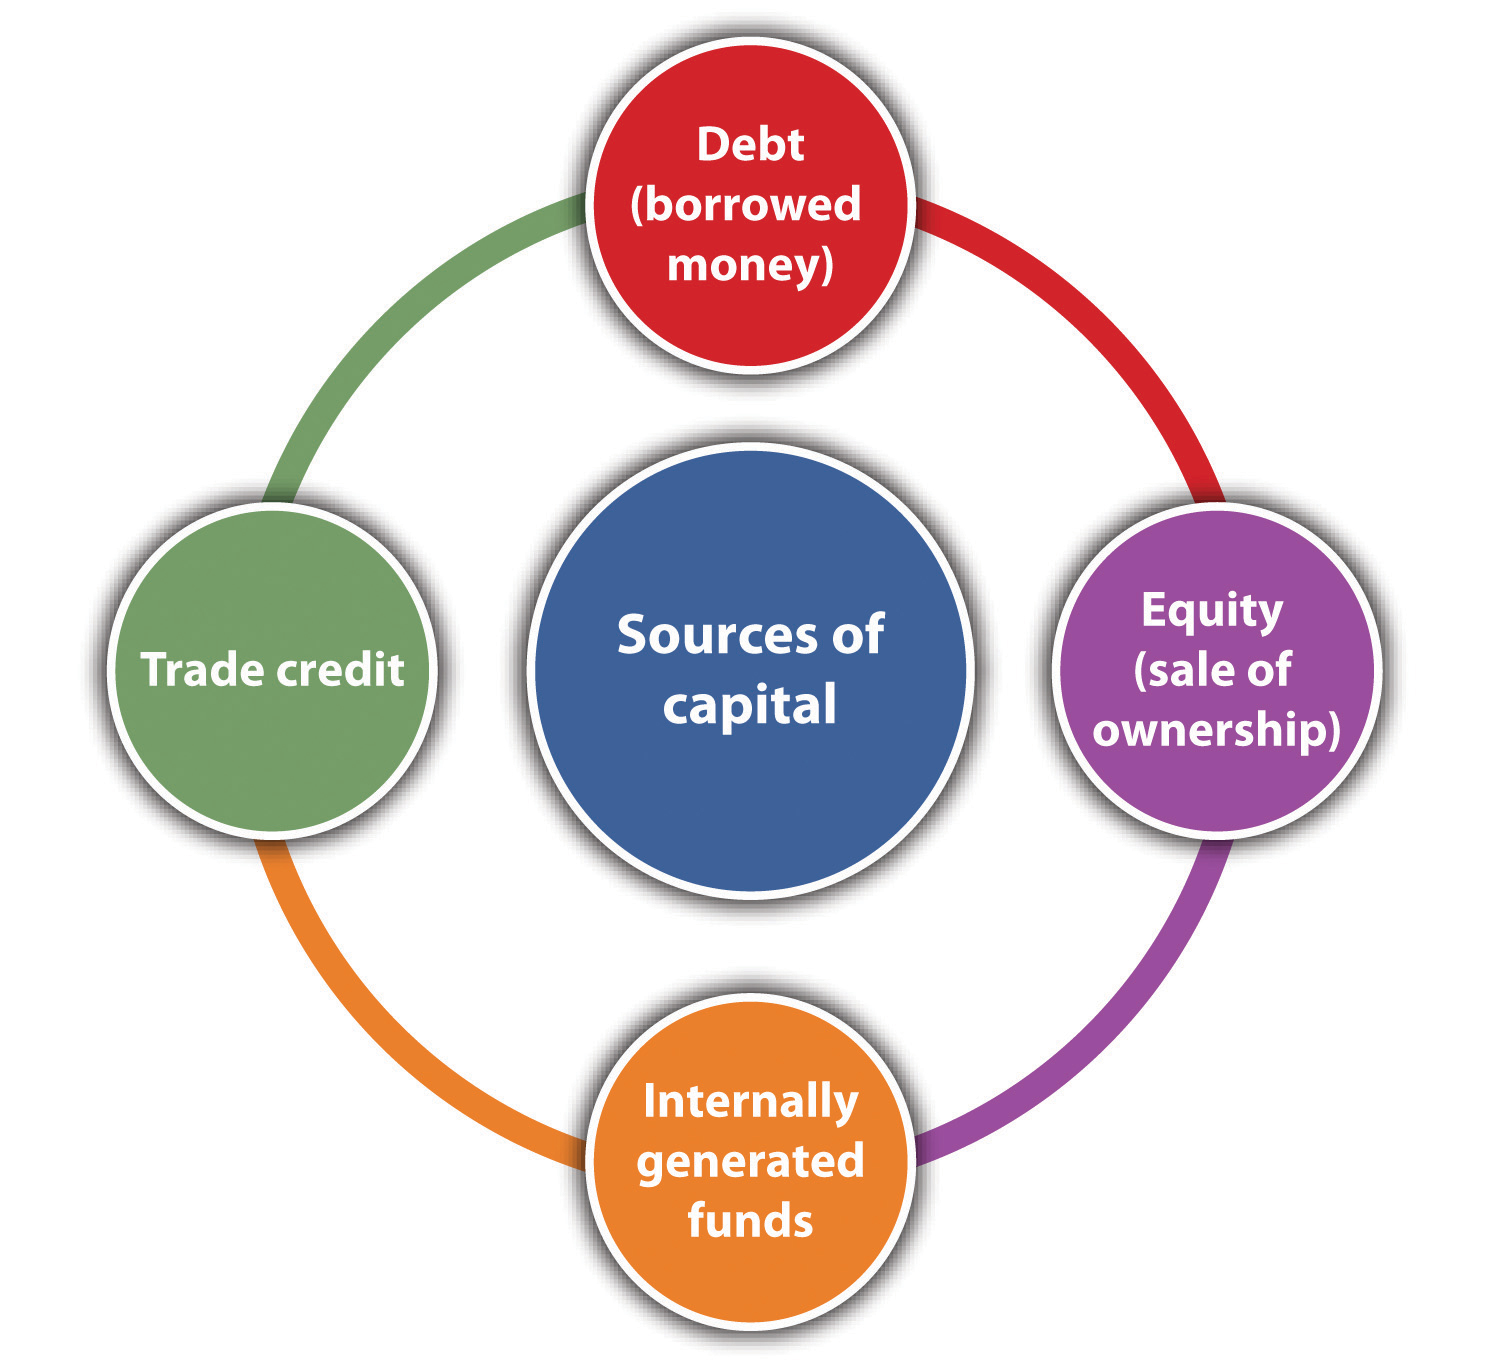 Debt
(borrowed
money)
Sources of
capital
Trade credit
Equity
(sale of
ownership)
Internally
generated
funds